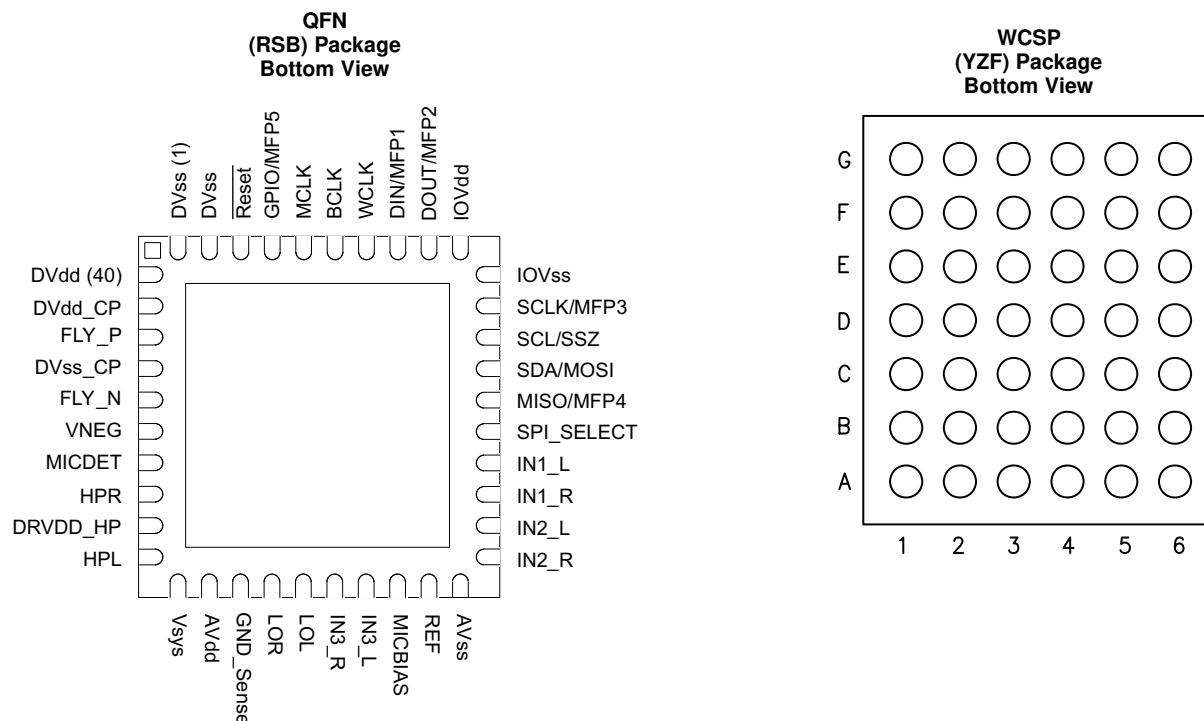 QFN
(RSB) Package
Bottom View
DVss (1)
DVss
Reset
GPIO/MFP5
MCLK
BCLK
WCLK
DIN/MFP1
DOUT/MFP2
IOVdd
DVdd (40)
DVdd_CP
FLY_P
DVss_CP
FLY_N
VNEG
MICDET
HPR
DRVDD_HP
HPL
IOVss
SCLK/MFP3
SCL/SSZ
SDA/MOSI
MISO/MFP4
SPI_SELECT
IN1_L
IN1_R
IN2_L
IN2_R
Vsys
AVdd
GND_Sense
LOR
LOL
IN3_R
IN3_L
MICBIAS
REF
AVss
WCSP
(YZF) Package
Bottom View
G
F
E
D
C
B
A
1 2 3 4 5 6